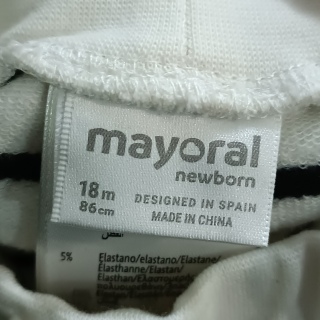 mayoral
newborn
18m
86cm
DESIGNED IN SPAIN
MADE IN CHINA
5% Elastano/elastano/Elastane/
Elasthanne/Elastan/